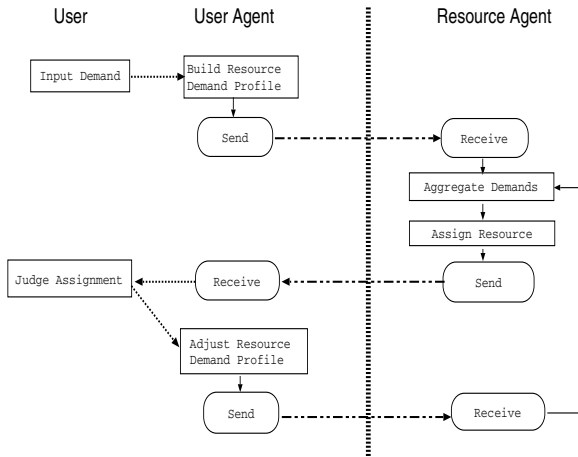 User
User Agent
Resource Agent
Input Demand
Build Resource
Demand Profile
Send
Receive
Aggregate Demands
Assign Resource
Judge Assignment
Receive
Send
Adjust Resource
Demand Profile
Send
Receive